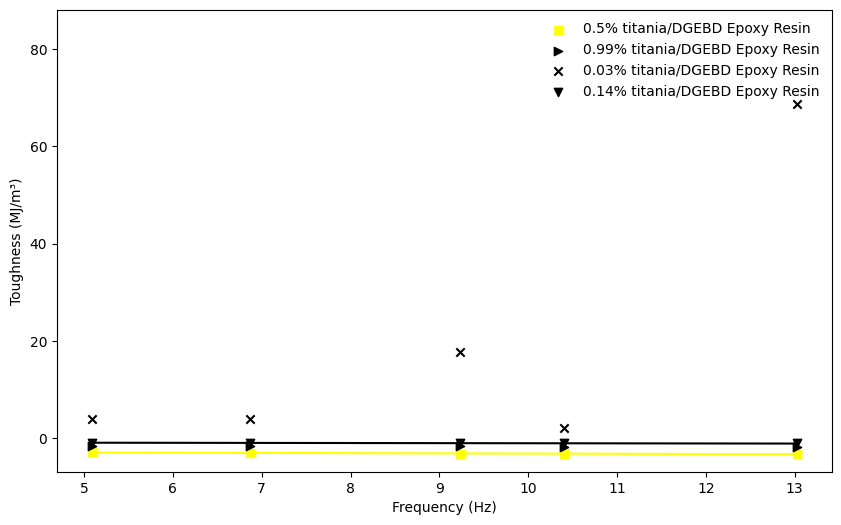 0.5% titania/DGEBD Epoxy Resin
0.99% titania/DGEBD Epoxy Resin
0.03% titania/DGEBD Epoxy Resin
0.14% titania/DGEBD Epoxy Resin
80
60
40
20
0
Toughness (MJ/m³)
5 6 7 8 9 10 11 12 13
Frequency (Hz)